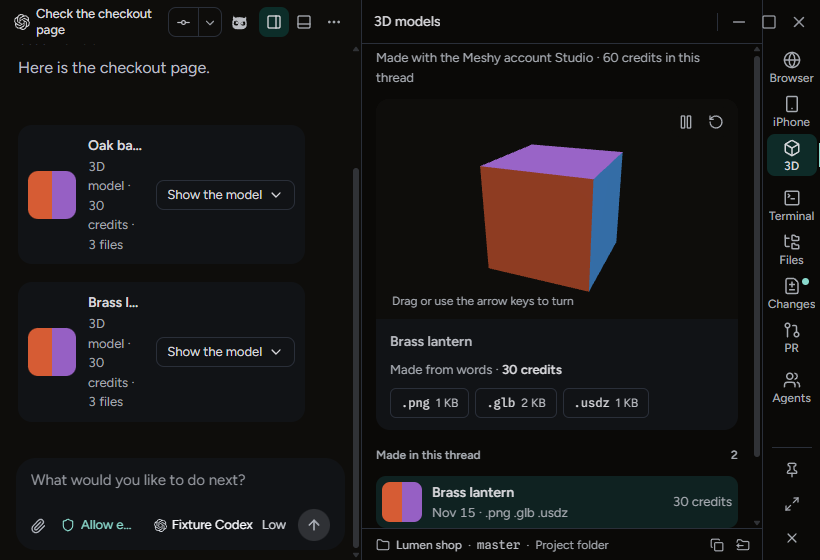 Check the checkout
page
Here is the checkout page.
Oak ba...
3D
model ·
30
credits ·
3 files
Show the model
Brass l...
3D
model ·
30
credits ·
3 files
Show the model
What would you like to do next?
Allow e...
Fixture Codex
Low
3D models
Made with the Meshy account Studio · 60 credits in this
thread
Drag or use the arrow keys to turn
Brass lantern
Made from words · 30 credits
.png 1 KB
.glb 2 KB
.usdz 1 KB
Made in this thread
2
Brass lantern
Nov 15 · .png .glb .usdz
30 credits
Lumen shop · master · Project folder
Browser
iPhone
3D
Terminal
Files
Changes
PR
Agents